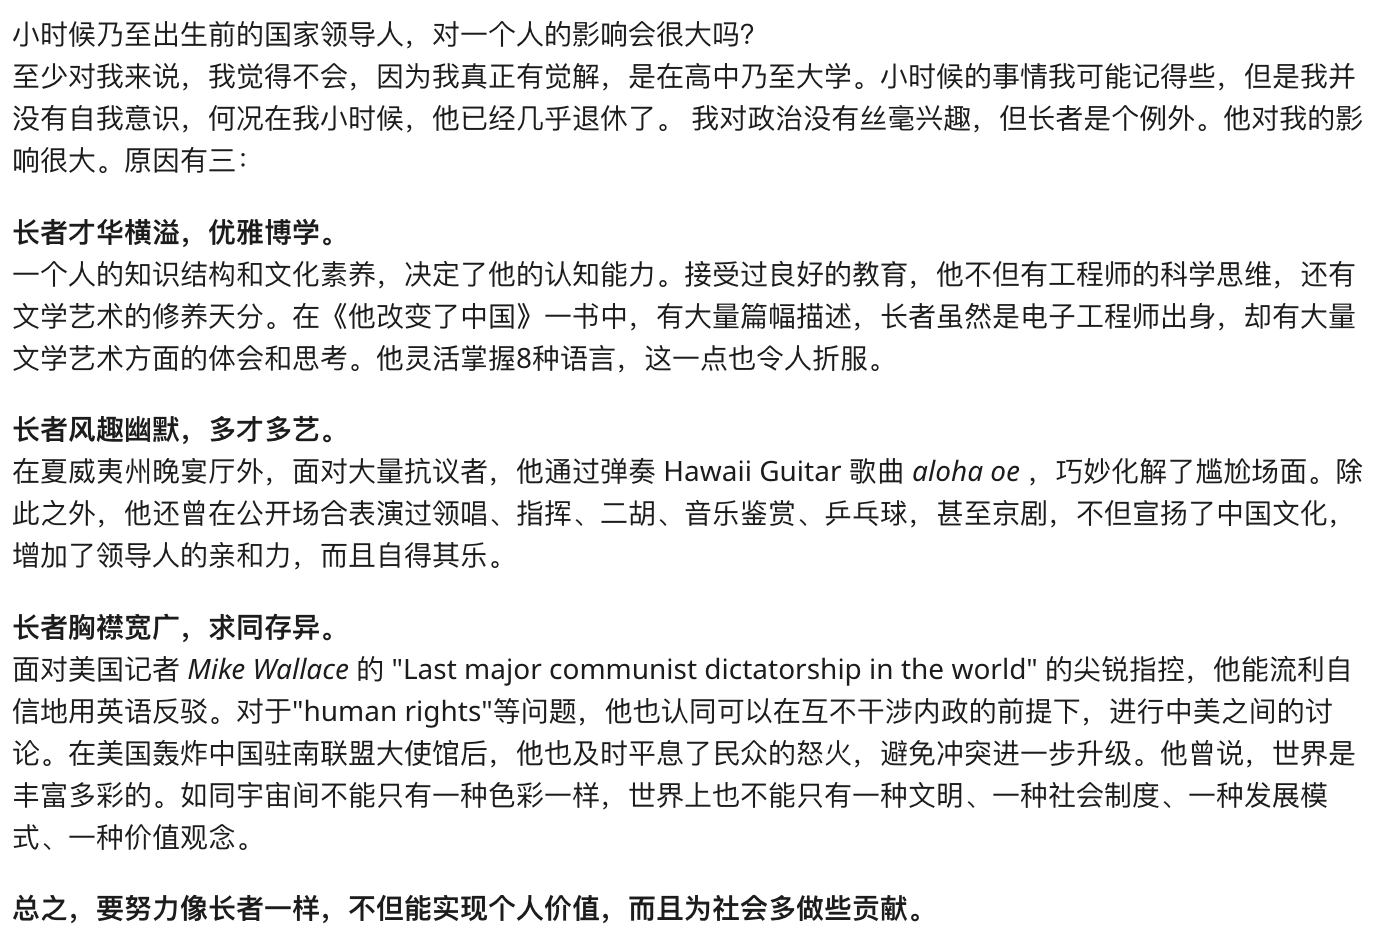 小时候乃至出生前的国家领导人，对一个人的影响会很大吗？
至少对我来说，我觉得不会，因为我真正有觉解，是在高中乃至大学。小时候的事情我可能记得些，但是我并
没有自我意识，何况在我小时候，他已经几乎退休了。 我对政治没有丝毫兴趣，但长者是个例外。他对我的影
响很大。原因有三：
长者才华横溢，优雅博学。
一个人的知识结构和文化素养，决定了他的认知能力。接受过良好的教育，他不但有工程师的科学思维，还有
文学艺术的修养天分。在《他改变了中国》一书中，有大量篇幅描述，长者虽然是电子工程师出身，却有大量
文学艺术方面的体会和思考。他灵活掌握8种语言，这一点也令人折服。
长者风趣幽默，多才多艺。
在夏威夷州晚宴厅外，面对大量抗议者，他通过弹奏 Hawaii Guitar 歌曲 aloha oe ，巧妙化解了尴尬场面。除
此之外，他还曾在公开场合表演过领唱、指挥、二胡、音乐鉴赏、乒乓球，甚至京剧，不但宣扬了中国文化，
增加了领导人的亲和力，而且自得其乐。
长者胸襟宽广，求同存异。
面对美国记者 Mike Wallace 的 "Last major communist dictatorship in the world" 的尖锐指控，他能流利自
信地用英语反驳。对于"human rights"等问题，他也认同可以在互不干涉内政的前提下，进行中美之间的讨
论。在美国轰炸中国驻南联盟大使馆后，他也及时平息了民众的怒火，避免冲突进一步升级。他曾说，世界是
丰富多彩的。如同宇宙间不能只有一种色彩一样，世界上也不能只有一种文明、一种社会制度、一种发展模
式、一种价值观念。
总之，要努力像长者一样，不但能实现个人价值，而且为社会多做些贡献。